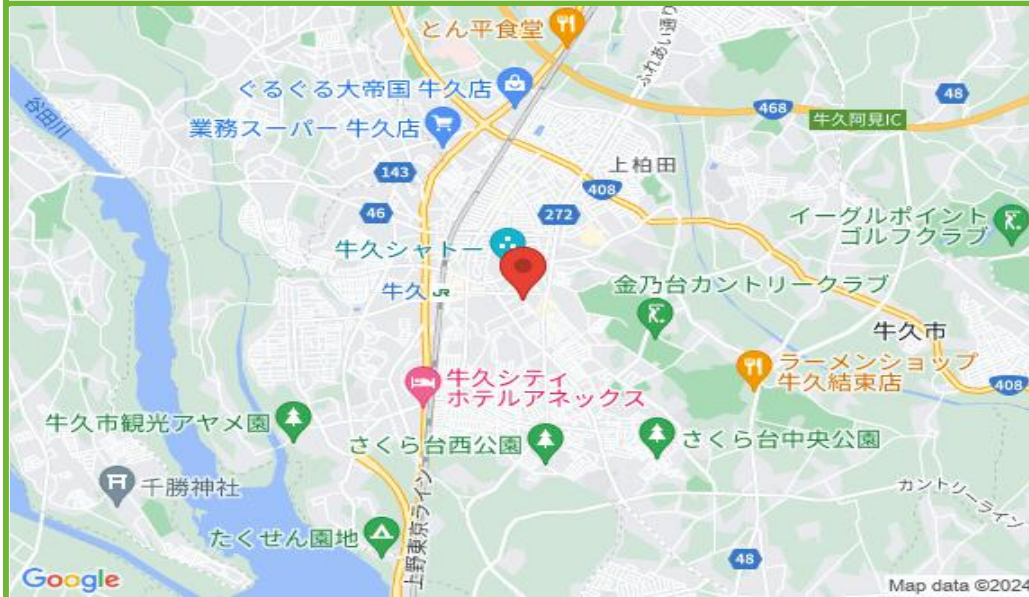 とん平食堂
ふれあい通り
ぐるぐる大帝国 牛久店
48
468
谷田川
業務スーパー 牛久店
牛久阿見IC
143
上柏田
408
46
272
イーグルポイント
ゴルフクラブ
牛久シャトー
牛久 JR
金乃台カントリークラブ
牛久市
ラーメンショップ
牛久結束店
408
牛久シティ
ホテルアネックス
牛久市観光アヤメ園
さくら台西公園
さくら台中央公園
千勝神社
カントリーライン
たくせん園地
上野東京ライン
48
Google
Map data ©2024